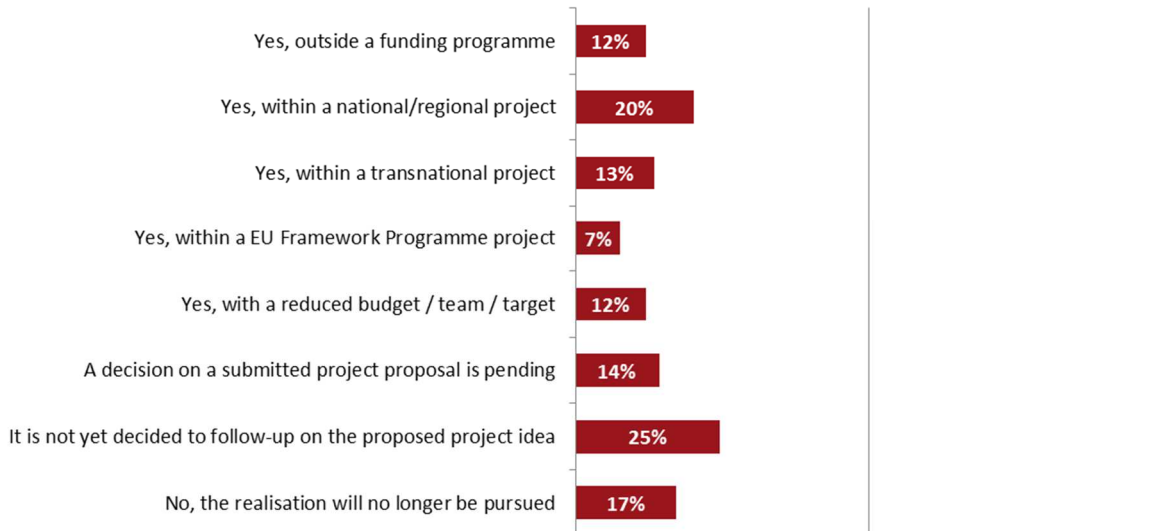 Yes, outside a funding programme 12%
Yes, within a national/regional project 20%
Yes, within a transnational project 13%
Yes, within a EU Framework Programme project 7%
Yes, with a reduced budget / team / target 12%
A decision on a submitted project proposal is pending 14%
It is not yet decided to follow-up on the proposed project idea 25%
No, the realisation will no longer be pursued 17%